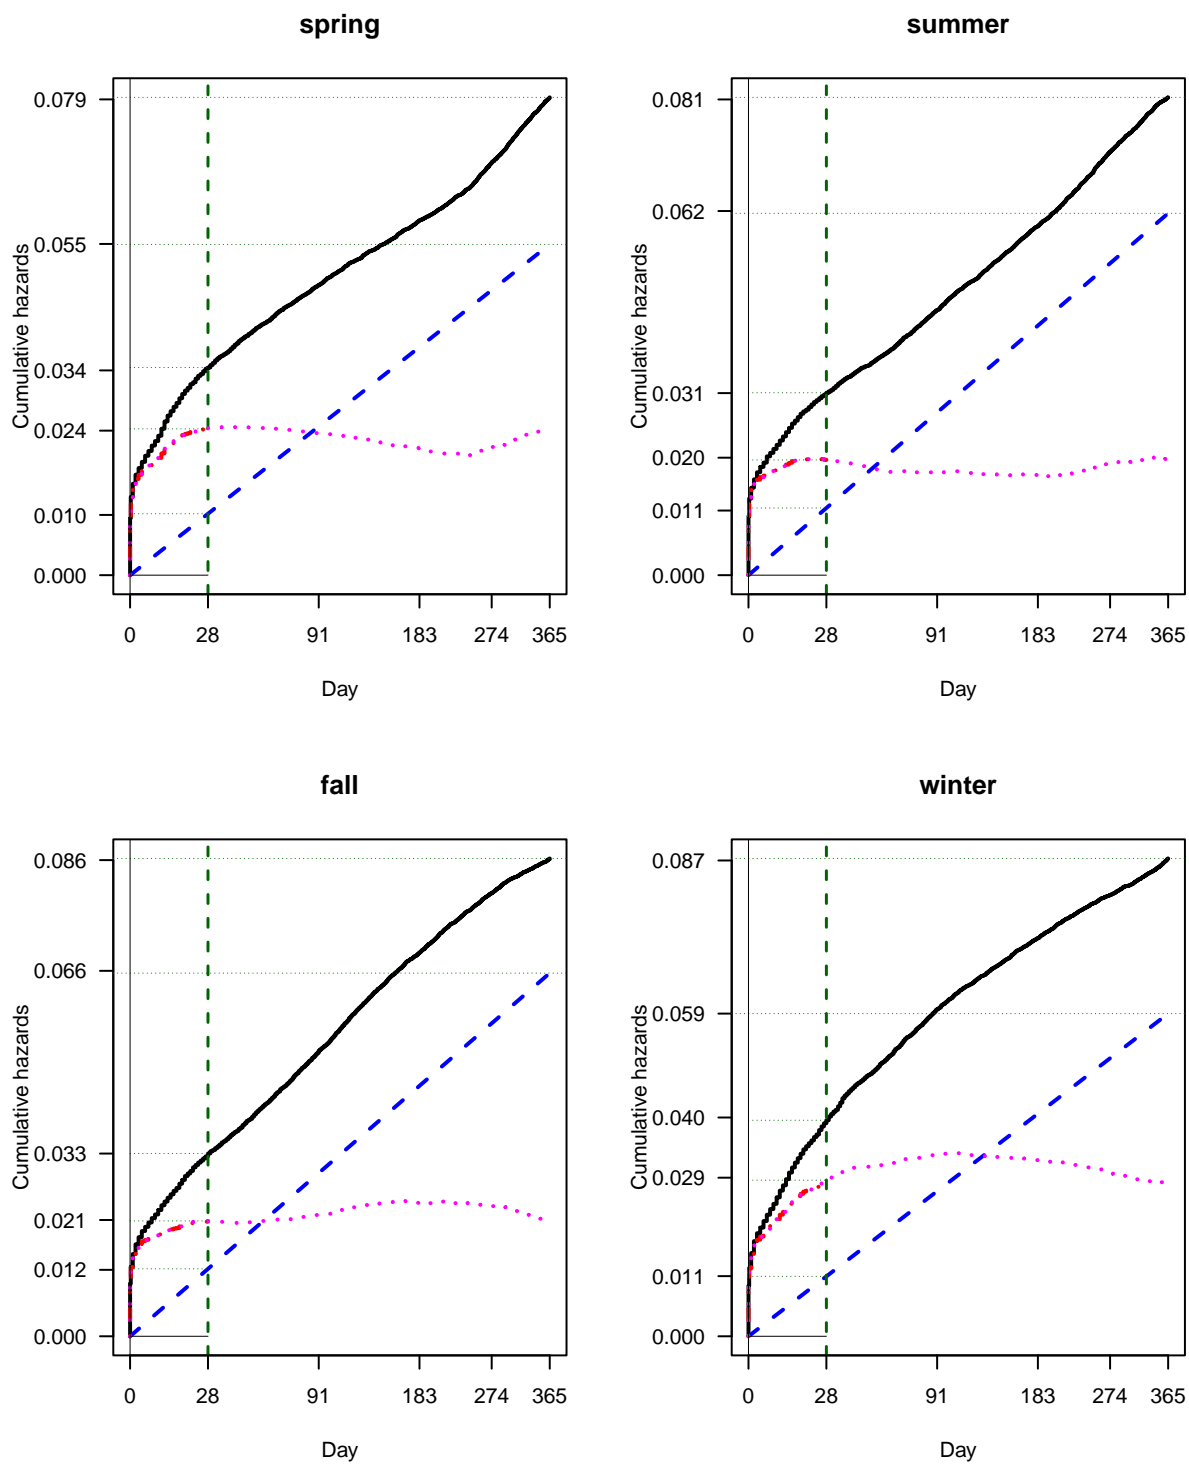 spring
Cumulative hazards
0.079
0.055
0.034
0.024
0.010
0.000
0 28 91 183 274 365
Day
summer
Cumulative hazards
0.081
0.062
0.031
0.020
0.011
0.000
0 28 91 183 274 365
Day
fall
Cumulative hazards
0.086
0.066
0.033
0.021
0.012
0.000
0 28 91 183 274 365
Day
winter
Cumulative hazards
0.087
0.059
0.040
0.029
0.011
0.000
0 28 91 183 274 365
Day